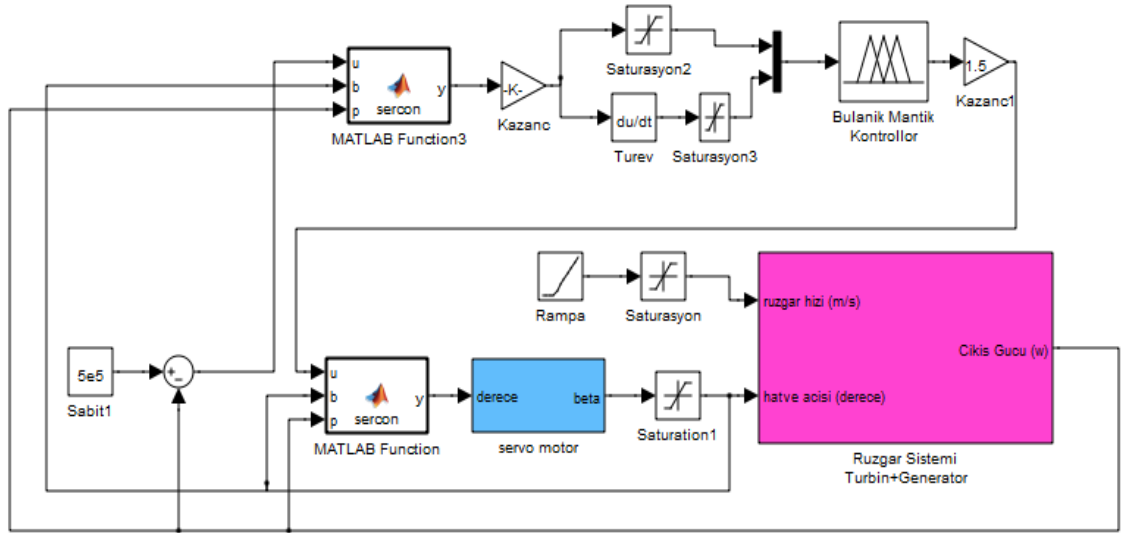 u
b
p
y
sercon
MATLAB Function3
-K-
Kazanc
Saturasyon2
du/dt
Turev
Saturasyon3
Bulanik Mantik
Kontrollor
1.5
Kazanc1
Rampa
Saturasyon
ruzgar hizi (m/s)
Cikis Gucu (w)
hatve acisi (derece)
Ruzgar Sistemi
Turbin+Generator
5e5
Sabit1
+
-
u
b
p
y
sercon
MATLAB Function
derece
beta
servo motor
Saturation1